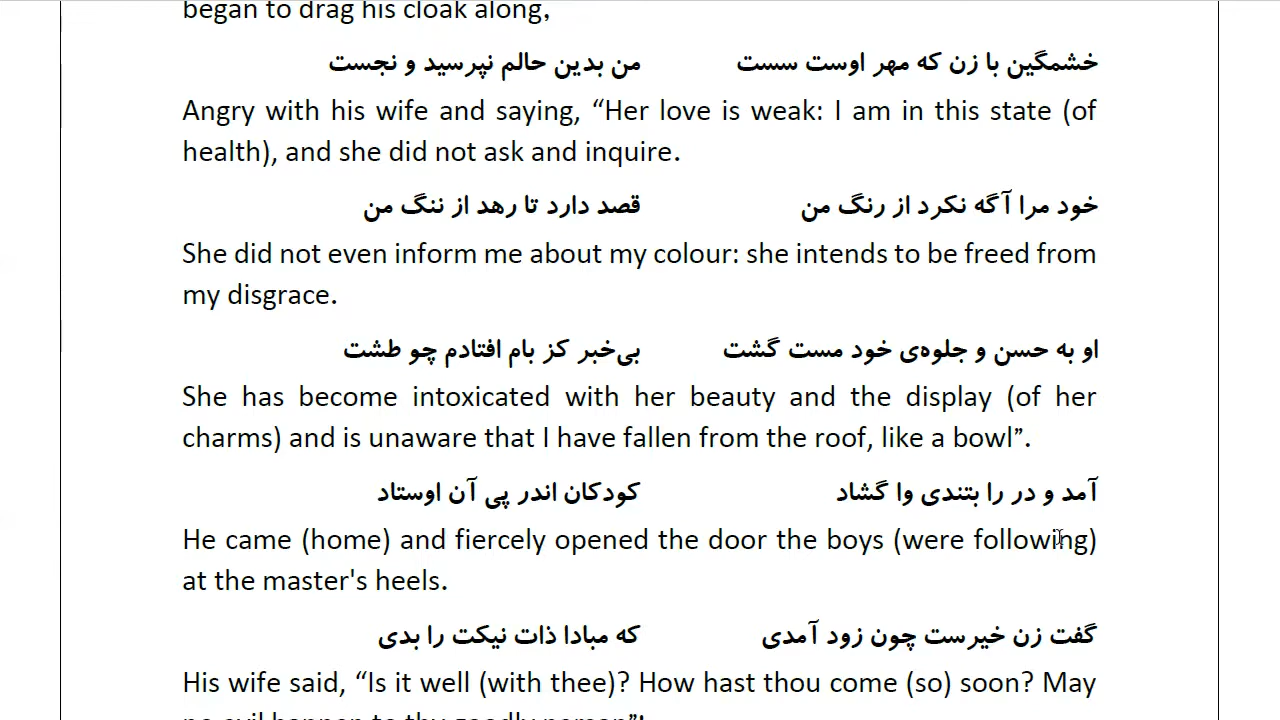 began to drag his cloak along,
خشمگین با زن که مهر اوست سست من بدین حالم نپرسید و نجست
Angry with his wife and saying, “Her love is weak: I am in this state (of
health), and she did not ask and inquire.
خود مرا آگه نکرد از رنگ من قصد دارد تا رهد از ننگ من
She did not even inform me about my colour: she intends to be freed from
my disgrace.
او به حسن و جلوه‌ی خود مست گشت بی‌خبر کز بام افتادم چو طشت
She has become intoxicated with her beauty and the display (of her
charms) and is unaware that I have fallen from the roof, like a bowl”.
آمد و در را بتندی وا گشاد کودکان اندر پی آن اوستاد
He came (home) and fiercely opened the door the boys (were following)
at the master's heels.
گفت زن خیرست چون زود آمدی که مبادا ذات نیکت را بدی
His wife said, “Is it well (with thee)? How hast thou come (so) soon? May
no evil happen to thy goodly person”: